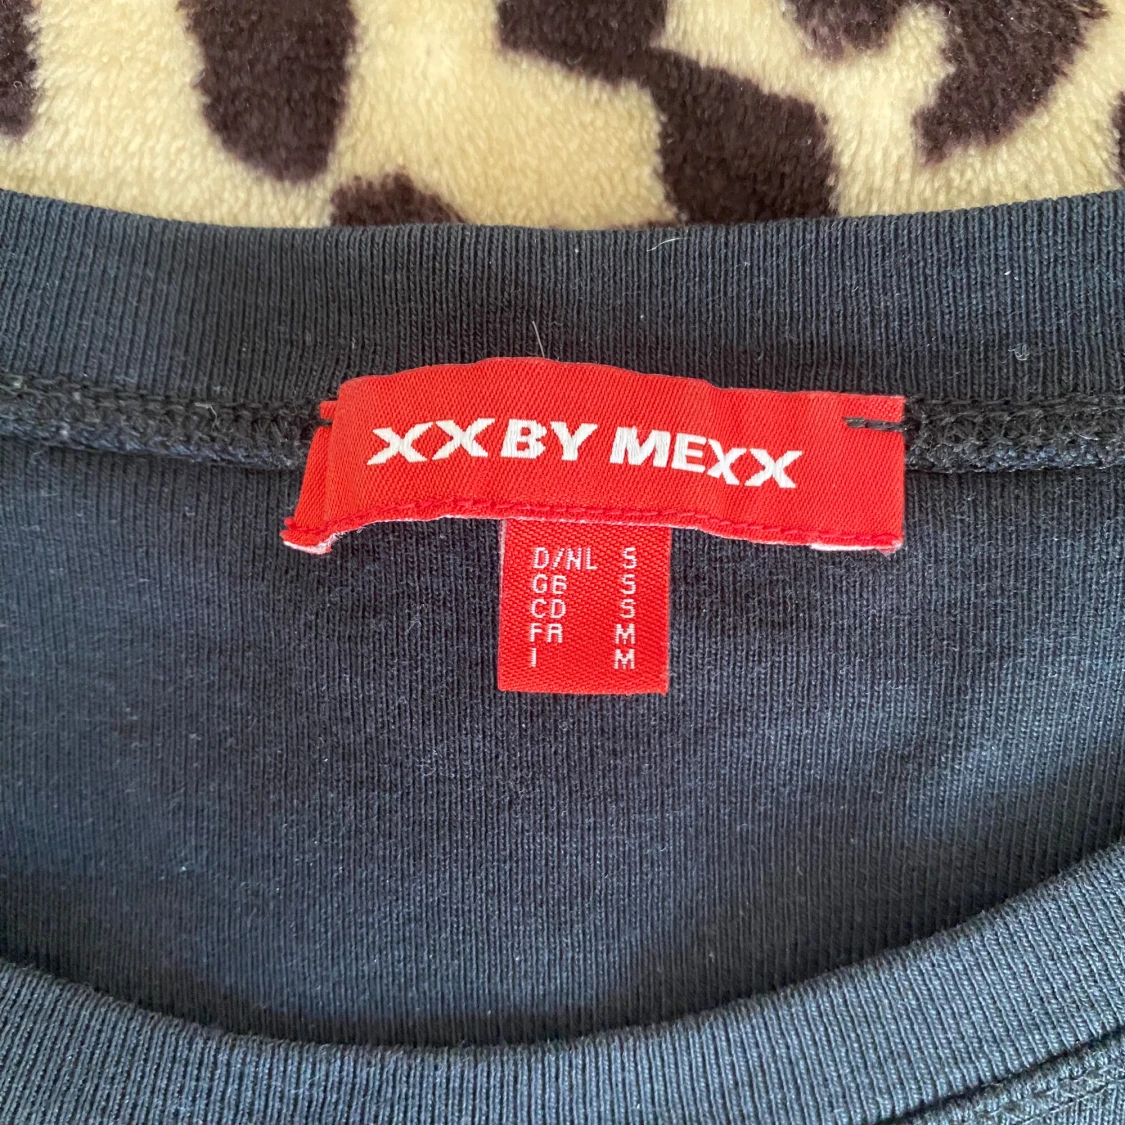 XX BY MEXX
D/NL S
GB S
CD S
FR M
I M